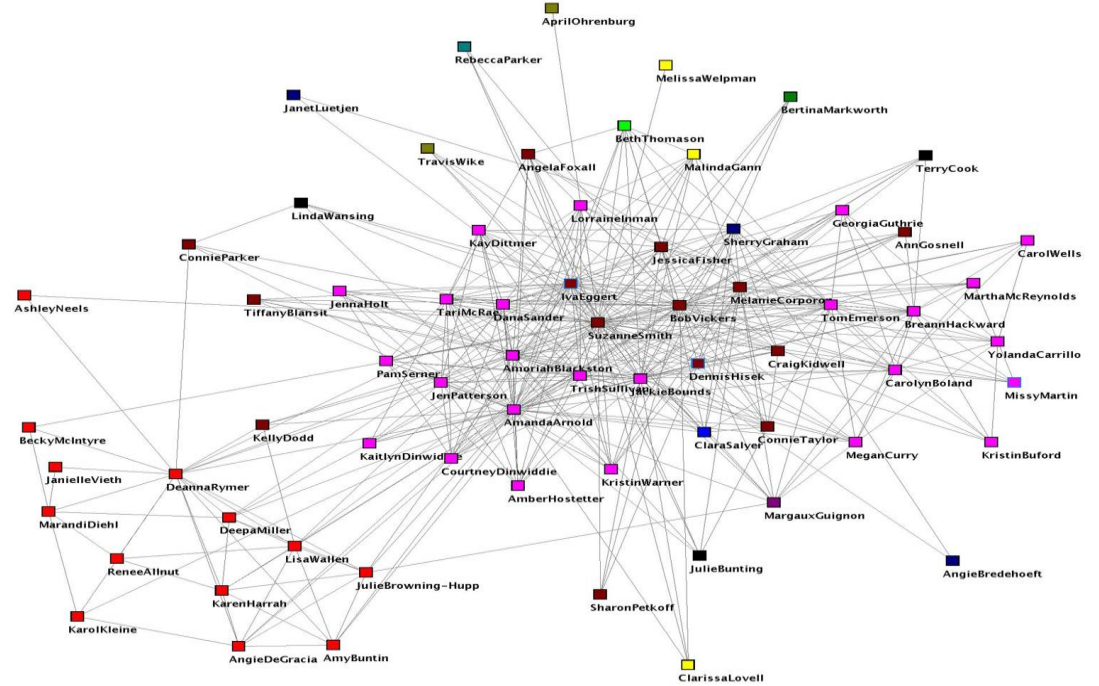 AprilOhrenburg
RebeccaParker
MelissaWelpman
JanetLuetjen
BertinaMarkworth
BethThomason
TravisWike
AngelaFoxall
MalindaGann
TerryCook
LindaWansing
LorraineInman
GeorgiaGuthrie
KayDittmer
SherryGraham
AnnGosnell
ConnieParker
JessicaFisher
CarolWells
IvaEggert
MarthaMcReynolds
AshleyNeels
JennaHolt
MelanieCorporo
TiffanyBlansit
TariMcRae
DanaSander
BobVickers
TomEmerson
BreannHackward
SuzanneSmith
YolandaCarrillo
AmoriahBlackston
CraigKidwell
PamSerner
DennisHisek
CarolynBoland
TrishSullivan
JackieBounds
MissyMartin
JenPatterson
AmandaArnold
BeckyMcIntyre
KellyDodd
ClaraSalyer
ConnieTaylor
KaitlynDinwiddie
MeganCurry
KristinBuford
CourtneyDinwiddie
JanielleVieth
DeannaRymer
KristinWarner
AmberHostetter
MargauxGuignon
MarandiDiehl
DeepaMiller
LisaWallen
JulieBunting
AngieBredehoeft
ReneeAllnut
JulieBrowning-Hupp
KarenHarrah
SharonPetkoff
KarolKleine
AngieDeGracia
AmyBuntin
ClarissaLovell